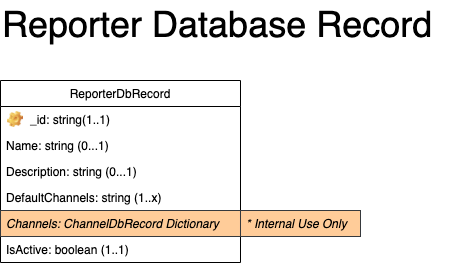 Reporter Database Record
ReporterDbRecord
_id: string(1..1)
Name: string (0...1)
Description: string (0...1)
DefaultChannels: string (1..x)
Channels: ChannelDbRecord Dictionary * Internal Use Only
IsActive: boolean (1..1)